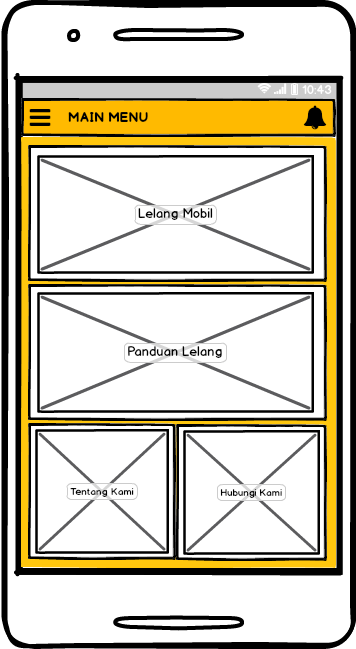 10:43
MAIN MENU
Lelang Mobil
Panduan Lelang
Tentang Kami
Hubungi Kami